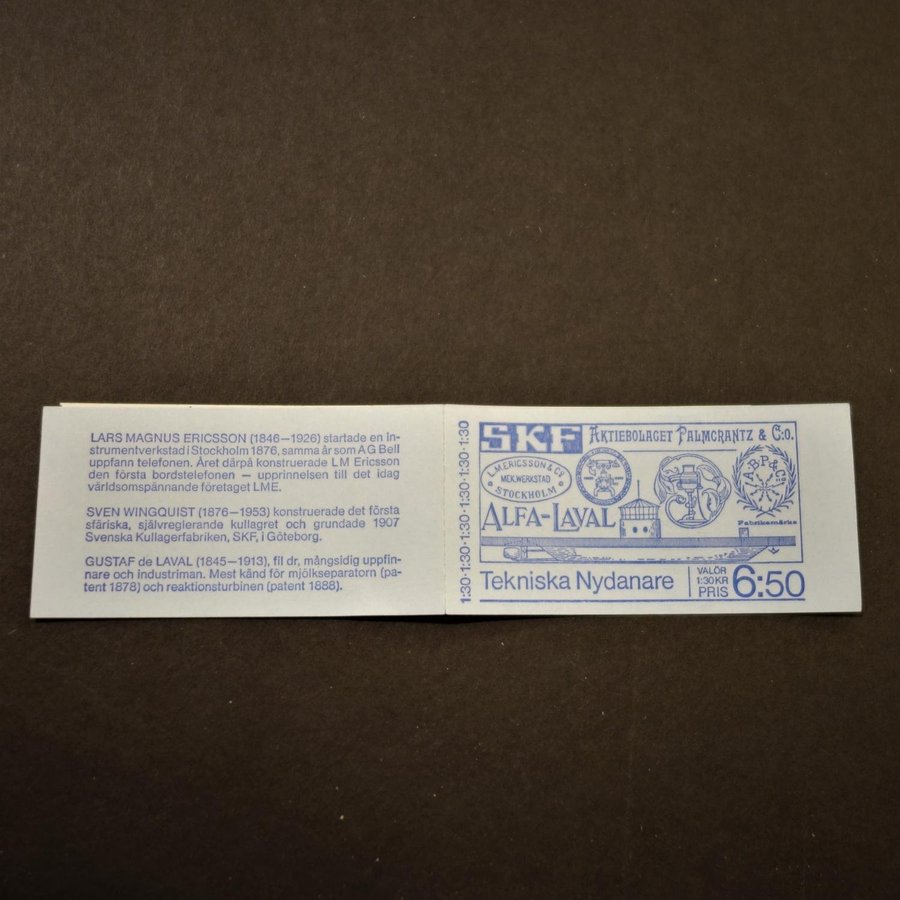 LARS MAGNUS ERICSSON (1846–1926) startade en in-
strumentverkstad i Stockholm 1876, samma år som A G Bell
uppfann telefonen. Året därpå konstruerade LM Ericsson
den första bordstelefonen – upprinnelsen till det idag
världsomspännande företaget LME.
SVEN WINGQUIST (1876–1953) konstruerade det första
sfäriska, självreglerande kullagret och grundade 1907
Svenska Kullagerfabriken, SKF, i Göteborg.
GUSTAF de LAVAL (1845–1913), fil dr, mångsidig uppfin-
nare och industriman. Mest känd för mjölkseparatorn (pa-
tent 1878) och reaktionsturbinen (patent 1888).
1:30·1:30·1:30·1:30·1:30
SKF
AKTIEBOLAGET PALMCRANTZ & C:O.
L.M. ERICSSON & Co
MEK. VERKSTAD
STOCKHOLM
A.B.P.& Co
Fabriksmärke
ALFA-LAVAL
Tekniska Nydanare
VALÖR
1:30 KR
PRIS
6:50